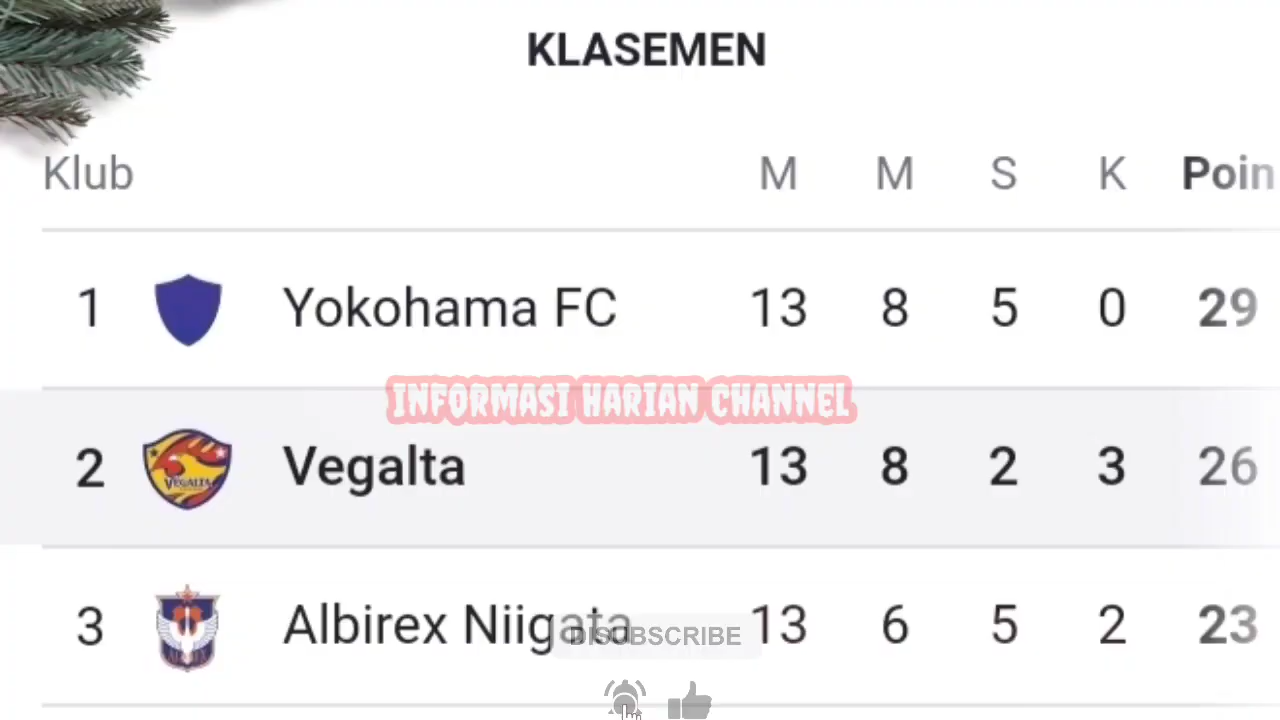 KLASEMEN
Klub M M S K Poin
1 Yokohama FC 13 8 5 0 29
INFORMASI HARIAN CHANNEL
2 VEGALTA Vegalta 13 8 2 3 26
3 Albirex Niigata 13 6 5 2 23